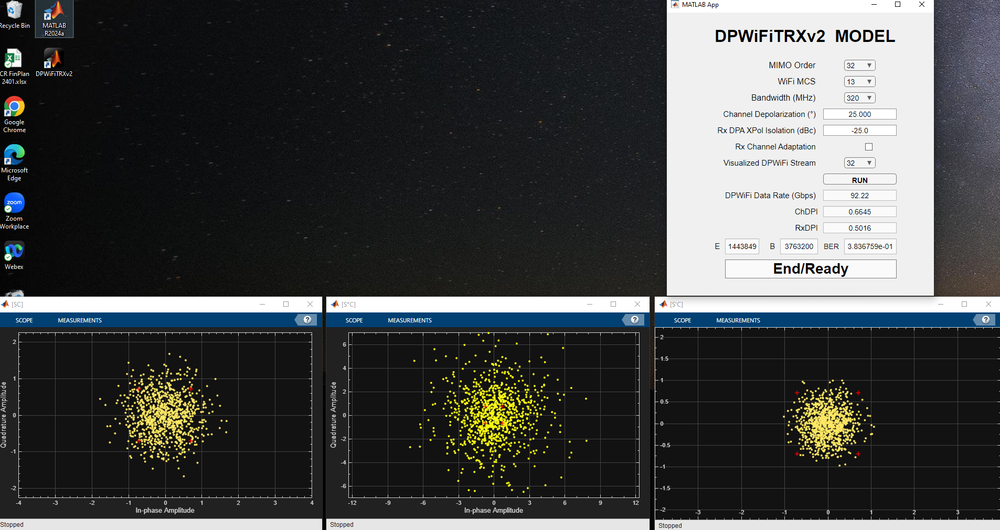 Recycle Bin
MATLAB
R2024a
CR FinPlan
2401.xlsx
DPWiFiTRXv2
Google
Chrome
Microsoft
Edge
zoom
Zoom
Workplace
Webex
MATLAB App
DPWiFiTRXv2 MODEL
MIMO Order 32
WiFi MCS 13
Bandwidth (MHz) 320
Channel Depolarization (°) 25.000
Rx DPA XPol Isolation (dBc) -25.0
Rx Channel Adaptation
Visualized DPWiFi Stream 32
RUN
DPWiFi Data Rate (Gbps) 92.22
ChDPI 0.6645
RxDPI 0.5016
E 1443849 B 3763200 BER 3.836759e-01
End/Ready
[SC]
SCOPE MEASUREMENTS ?
2
1
0
-1
-2
Quadrature Amplitude
-4 -3 -2 -1 0 1 2 3 4
In-phase Amplitude
Stopped
[S*C]
SCOPE MEASUREMENTS ?
6
4
2
0
-2
-4
-6
Quadrature Amplitude
-12 -9 -6 -3 0 3 6 9 12
In-phase Amplitude
Stopped
[S'C]
SCOPE MEASUREMENTS ?
2
1.5
1
0.5
0
-0.5
-1
-1.5
-2
-3 -2 -1 0 1 2 3
Stopped